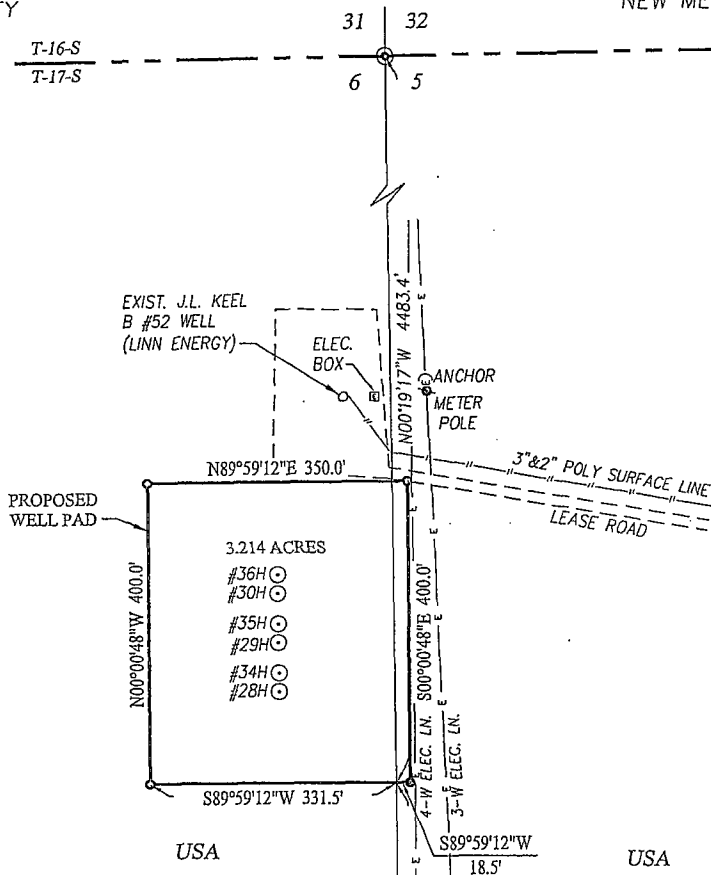 TY
NEW ME
31 32
T-16-S
T-17-S
6 5
EXIST. J.L. KEEL
B #52 WELL
(LINN ENERGY)
ELEC.
BOX
N00°19'17"W 4483.4'
E
E
ANCHOR
METER
POLE
3"&2" POLY SURFACE LINE
LEASE ROAD
N89°59'12"E 350.0'
PROPOSED
WELL PAD
3.214 ACRES
#36H
#30H
#35H
#29H
#34H
#28H
N00°00'48"W 400.0'
S00°00'48"E 400.0'
4-W ELEC. LN.
3-W ELEC. LN.
E
E
E
E
E
E
S89°59'12"W 331.5'
S89°59'12"W
18.5'
USA
USA